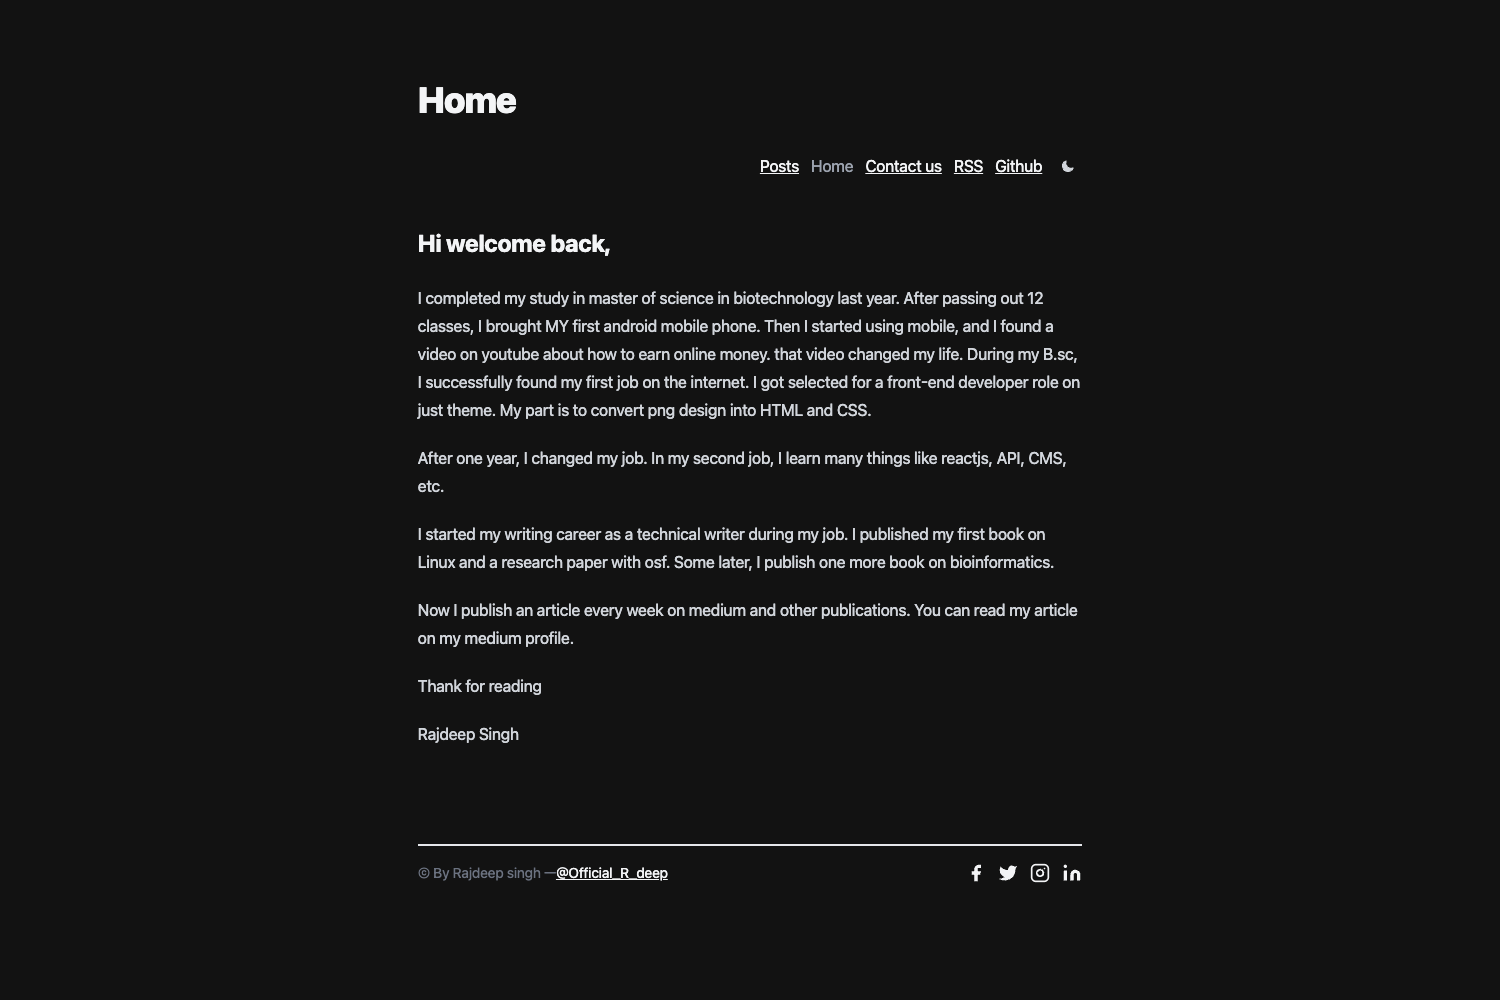 Home
Posts Home Contact us RSS Github
Hi welcome back,
I completed my study in master of science in biotechnology last year. After passing out 12
classes, I brought MY first android mobile phone. Then I started using mobile, and I found a
video on youtube about how to earn online money. that video changed my life. During my B.sc,
I successfully found my first job on the internet. I got selected for a front-end developer role on
just theme. My part is to convert png design into HTML and CSS.
After one year, I changed my job. In my second job, I learn many things like reactjs, API, CMS,
etc.
I started my writing career as a technical writer during my job. I published my first book on
Linux and a research paper with osf. Some later, I publish one more book on bioinformatics.
Now I publish an article every week on medium and other publications. You can read my article
on my medium profile.
Thank for reading
Rajdeep Singh
© By Rajdeep singh —@Official_R_deep